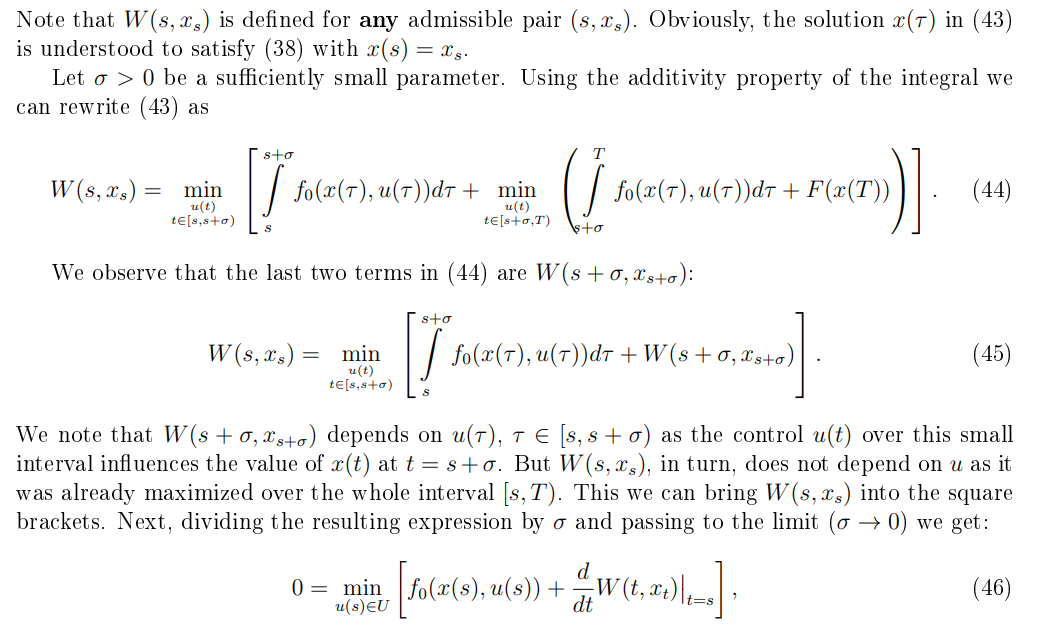 Note that W(s, x_s) is defined for any admissible pair (s, x_s). Obviously, the solution x(τ) in (43)
is understood to satisfy (38) with x(s) = x_s.
Let σ > 0 be a sufficiently small parameter. Using the additivity property of the integral we
can rewrite (43) as
W(s, x_s) = min_{u(t), t∈[s,s+σ)} [ ∫_s^{s+σ} f_0(x(τ), u(τ))dτ + min_{u(t), t∈[s+σ,T)} ( ∫_{s+σ}^T f_0(x(τ), u(τ))dτ + F(x(T)) ) ] . (44)
We observe that the last two terms in (44) are W(s + σ, x_{s+σ}):
W(s, x_s) = min_{u(t), t∈[s,s+σ)} [ ∫_s^{s+σ} f_0(x(τ), u(τ))dτ + W(s + σ, x_{s+σ}) ] . (45)
We note that W(s + σ, x_{s+σ}) depends on u(τ), τ ∈ [s, s + σ) as the control u(t) over this small
interval influences the value of x(t) at t = s+σ. But W(s, x_s), in turn, does not depend on u as it
was already maximized over the whole interval [s, T). This we can bring W(s, x_s) into the square
brackets. Next, dividing the resulting expression by σ and passing to the limit (σ → 0) we get:
0 = min_{u(s)∈U} [ f_0(x(s), u(s)) + d/dt W(t, x_t)|_{t=s} ] , (46)